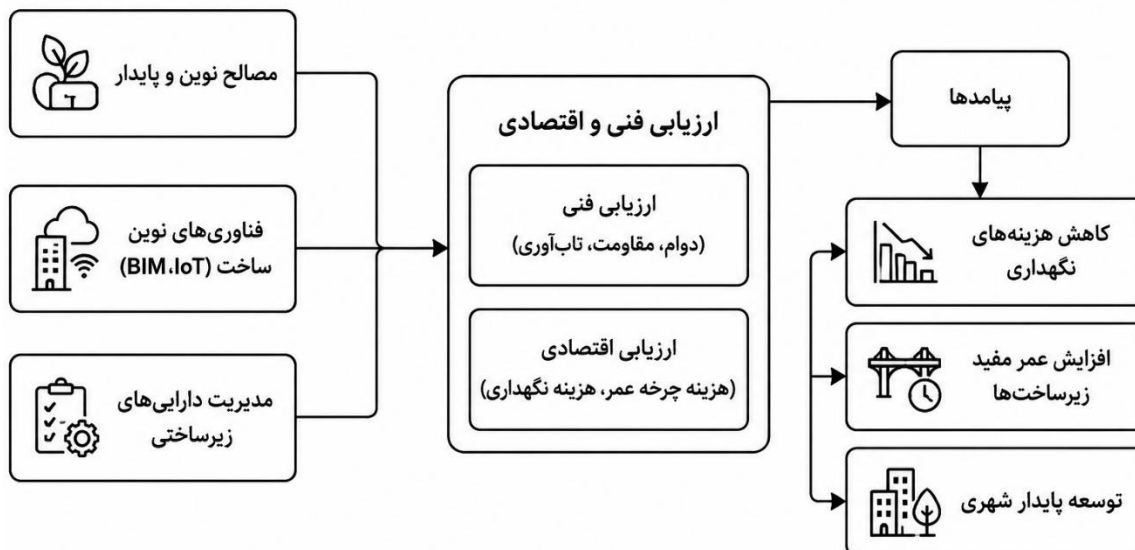 مصالح نوین و پایدار
فناوری‌های نوین
ساخت (BIM،IoT)
مدیریت دارایی‌های
زیرساختی
ارزیابی فنی و اقتصادی
ارزیابی فنی
(دوام، مقاومت، تاب‌آوری)
ارزیابی اقتصادی
(هزینه چرخه عمر، هزینه نگهداری)
پیامدها
کاهش هزینه‌های
نگهداری
افزایش عمر مفید
زیرساخت‌ها
توسعه پایدار شهری